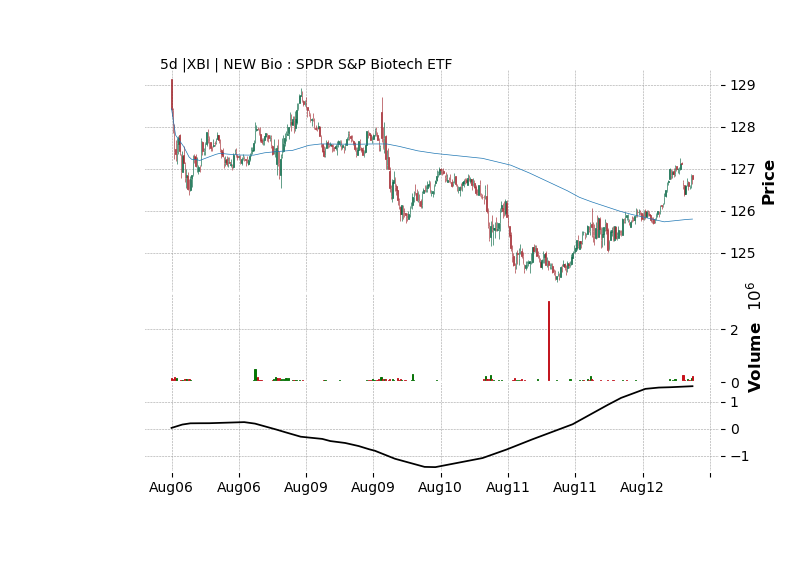 5d |XBI | NEW Bio : SPDR S&P Biotech ETF
129
128
127
126
125
Price
10^6
2
0
Volume
1
0
−1
Aug06 Aug06 Aug09 Aug09 Aug10 Aug11 Aug11 Aug12